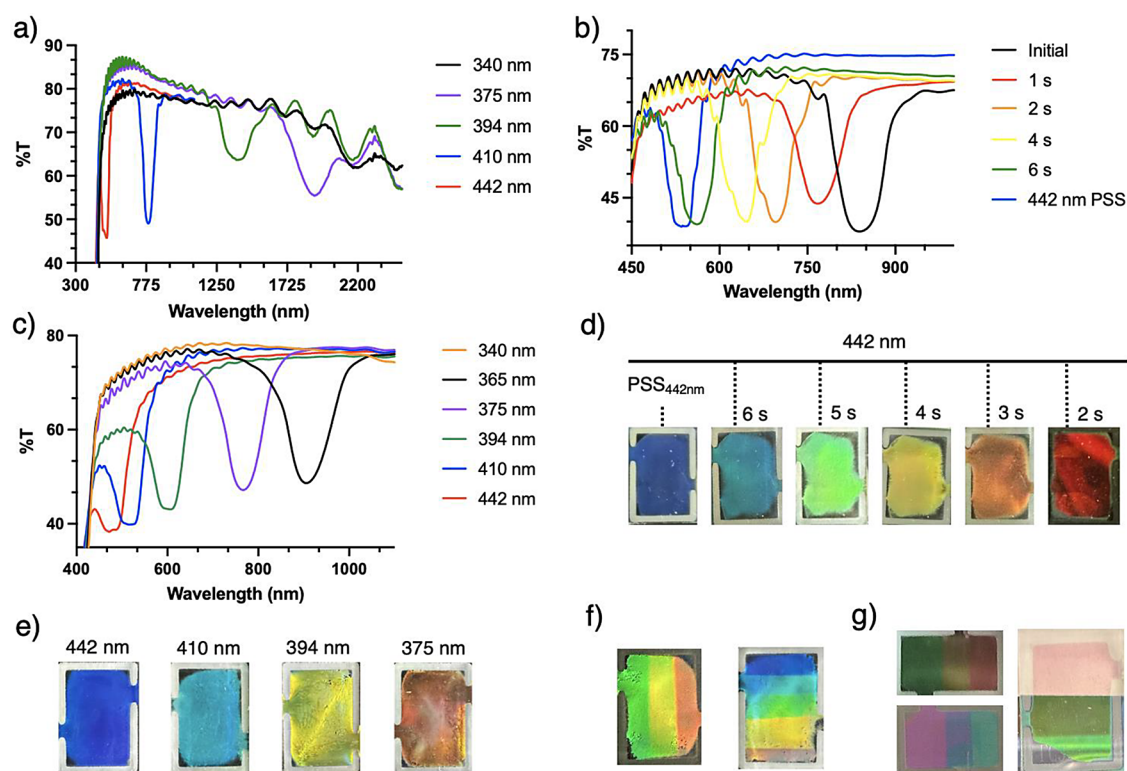 a)
90
80
70
60
50
40
%T
300
775
1250
1725
2200
Wavelength (nm)
340 nm
375 nm
394 nm
410 nm
442 nm
b)
75
60
45
%T
450
600
750
900
Wavelength (nm)
Initial
1 s
2 s
4 s
6 s
442 nm PSS
c)
80
60
40
%T
400
600
800
1000
Wavelength (nm)
340 nm
365 nm
375 nm
394 nm
410 nm
442 nm
d)
442 nm
PSS442nm
6 s
5 s
4 s
3 s
2 s
e)
442 nm
410 nm
394 nm
375 nm
f)
g)